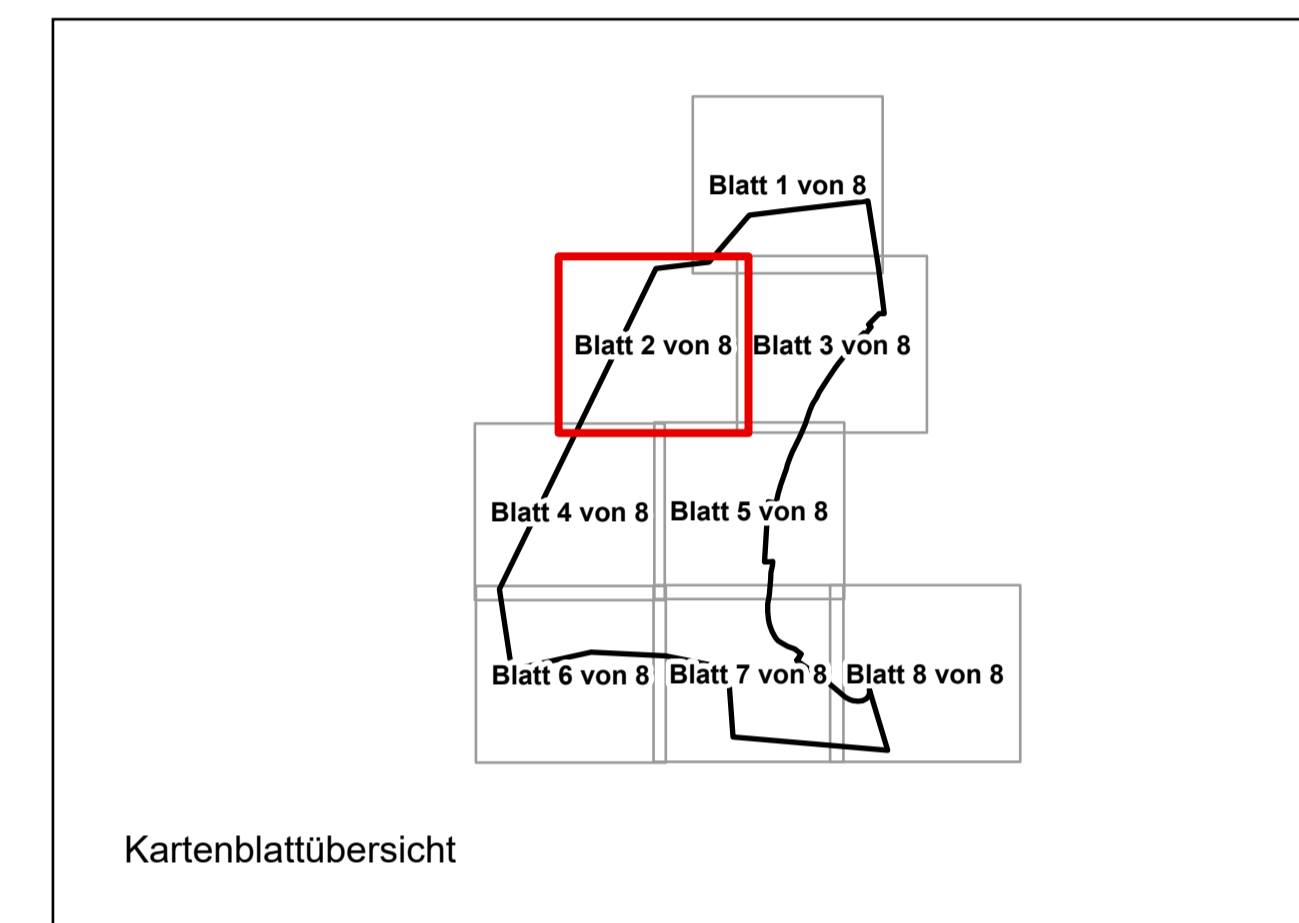 Blatt 1 von 8
Blatt 2 von 8
Blatt 3 von 8
Blatt 4 von 8
Blatt 5 von 8
Blatt 6 von 8
Blatt 7 von 8
Blatt 8 von 8
Kartenblattübersicht